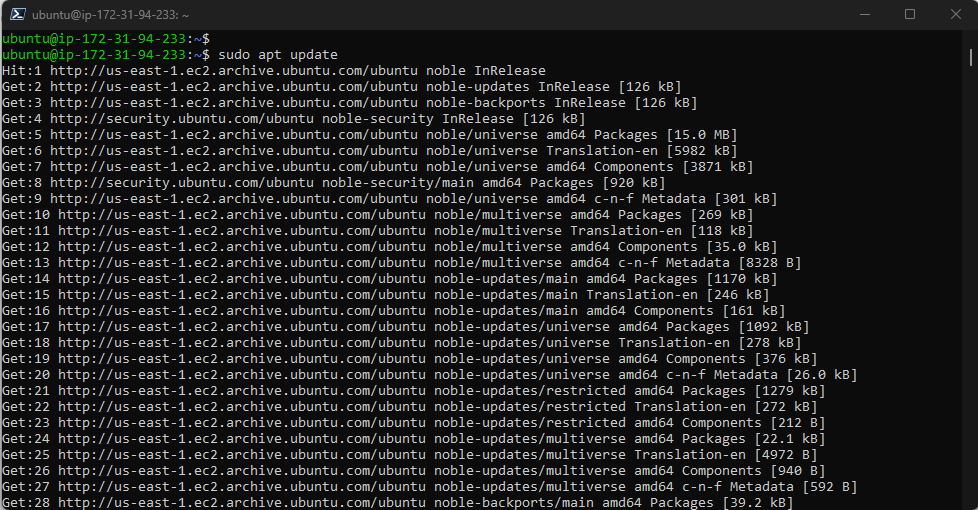 ubuntu@ip-172-31-94-233: ~
ubuntu@ip-172-31-94-233:~$
ubuntu@ip-172-31-94-233:~$ sudo apt update
Hit:1 http://us-east-1.ec2.archive.ubuntu.com/ubuntu noble InRelease
Get:2 http://us-east-1.ec2.archive.ubuntu.com/ubuntu noble-updates InRelease [126 kB]
Get:3 http://us-east-1.ec2.archive.ubuntu.com/ubuntu noble-backports InRelease [126 kB]
Get:4 http://security.ubuntu.com/ubuntu noble-security InRelease [126 kB]
Get:5 http://us-east-1.ec2.archive.ubuntu.com/ubuntu noble/universe amd64 Packages [15.0 MB]
Get:6 http://us-east-1.ec2.archive.ubuntu.com/ubuntu noble/universe Translation-en [5982 kB]
Get:7 http://us-east-1.ec2.archive.ubuntu.com/ubuntu noble/universe amd64 Components [3871 kB]
Get:8 http://security.ubuntu.com/ubuntu noble-security/main amd64 Packages [920 kB]
Get:9 http://us-east-1.ec2.archive.ubuntu.com/ubuntu noble/universe amd64 c-n-f Metadata [301 kB]
Get:10 http://us-east-1.ec2.archive.ubuntu.com/ubuntu noble/multiverse amd64 Packages [269 kB]
Get:11 http://us-east-1.ec2.archive.ubuntu.com/ubuntu noble/multiverse Translation-en [118 kB]
Get:12 http://us-east-1.ec2.archive.ubuntu.com/ubuntu noble/multiverse amd64 Components [35.0 kB]
Get:13 http://us-east-1.ec2.archive.ubuntu.com/ubuntu noble/multiverse amd64 c-n-f Metadata [8328 B]
Get:14 http://us-east-1.ec2.archive.ubuntu.com/ubuntu noble-updates/main amd64 Packages [1170 kB]
Get:15 http://us-east-1.ec2.archive.ubuntu.com/ubuntu noble-updates/main Translation-en [246 kB]
Get:16 http://us-east-1.ec2.archive.ubuntu.com/ubuntu noble-updates/main amd64 Components [161 kB]
Get:17 http://us-east-1.ec2.archive.ubuntu.com/ubuntu noble-updates/universe amd64 Packages [1092 kB]
Get:18 http://us-east-1.ec2.archive.ubuntu.com/ubuntu noble-updates/universe Translation-en [278 kB]
Get:19 http://us-east-1.ec2.archive.ubuntu.com/ubuntu noble-updates/universe amd64 Components [376 kB]
Get:20 http://us-east-1.ec2.archive.ubuntu.com/ubuntu noble-updates/universe amd64 c-n-f Metadata [26.0 kB]
Get:21 http://us-east-1.ec2.archive.ubuntu.com/ubuntu noble-updates/restricted amd64 Packages [1279 kB]
Get:22 http://us-east-1.ec2.archive.ubuntu.com/ubuntu noble-updates/restricted Translation-en [272 kB]
Get:23 http://us-east-1.ec2.archive.ubuntu.com/ubuntu noble-updates/restricted amd64 Components [212 B]
Get:24 http://us-east-1.ec2.archive.ubuntu.com/ubuntu noble-updates/multiverse amd64 Packages [22.1 kB]
Get:25 http://us-east-1.ec2.archive.ubuntu.com/ubuntu noble-updates/multiverse Translation-en [4972 B]
Get:26 http://us-east-1.ec2.archive.ubuntu.com/ubuntu noble-updates/multiverse amd64 Components [940 B]
Get:27 http://us-east-1.ec2.archive.ubuntu.com/ubuntu noble-updates/multiverse amd64 c-n-f Metadata [592 B]
Get:28 http://us-east-1.ec2.archive.ubuntu.com/ubuntu noble-backports/main amd64 Packages [39.2 kB]